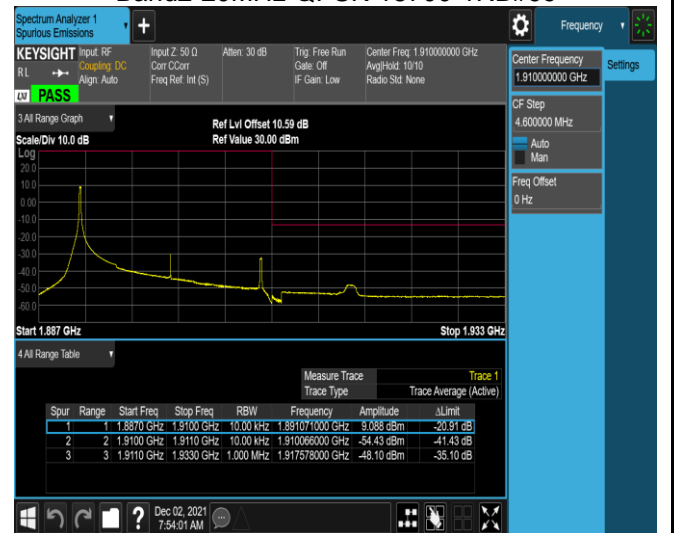 Spectrum Analyzer 1
Spurious Emissions
Frequency
KEYSIGHT
RL
Input: RF
Coupling: DC
Align: Auto
Input Z: 50 Ω
Corr CCorr
Freq Ref: Int (S)
Atten: 30 dB
Trig: Free Run
Gate: Off
IF Gain: Low
Center Freq: 1.910000000 GHz
Avg|Hold: 10/10
Radio Std: None
LXI PASS
Center Frequency
1.910000000 GHz
Settings
CF Step
4.600000 MHz
Auto
Man
Freq Offset
0 Hz
3 All Range Graph
Scale/Div 10.0 dB
Ref Lvl Offset 10.59 dB
Ref Value 30.00 dBm
Log
20.0
10.0
0.00
-10.0
-20.0
-30.0
-40.0
-50.0
-60.0
Start 1.887 GHz
Stop 1.933 GHz
4 All Range Table
Measure Trace Trace 1
Trace Type Trace Average (Active)
Spur Range Start Freq Stop Freq RBW Frequency Amplitude ΔLimit
1 1 1.8870 GHz 1.9100 GHz 10.00 kHz 1.891071000 GHz 9.088 dBm -20.91 dB
2 2 1.9100 GHz 1.9110 GHz 10.00 kHz 1.910066000 GHz -54.43 dBm -41.43 dB
3 3 1.9110 GHz 1.9330 GHz 1.000 MHz 1.917578000 GHz -48.10 dBm -35.10 dB
?
Dec 02, 2021
7:54:01 AM